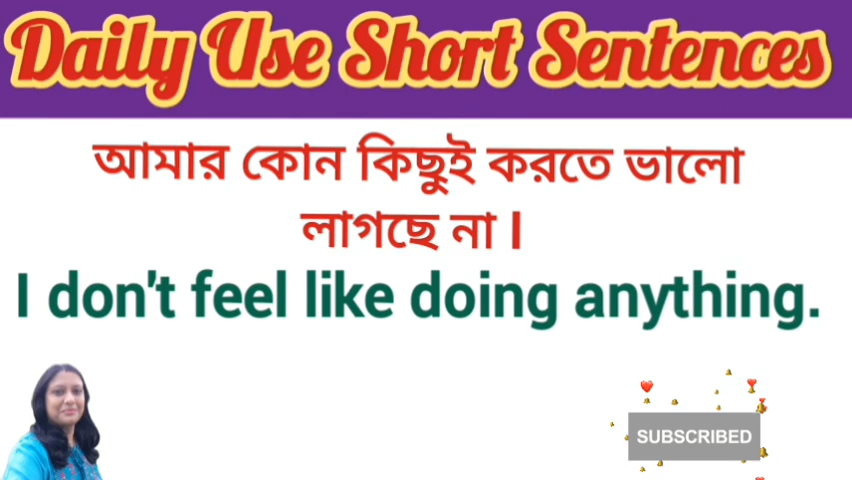 Daily Use Short Sentences
আমার কোন কিছুই করতে ভালো
লাগছে না।
I don't feel like doing anything.
SUBSCRIBED